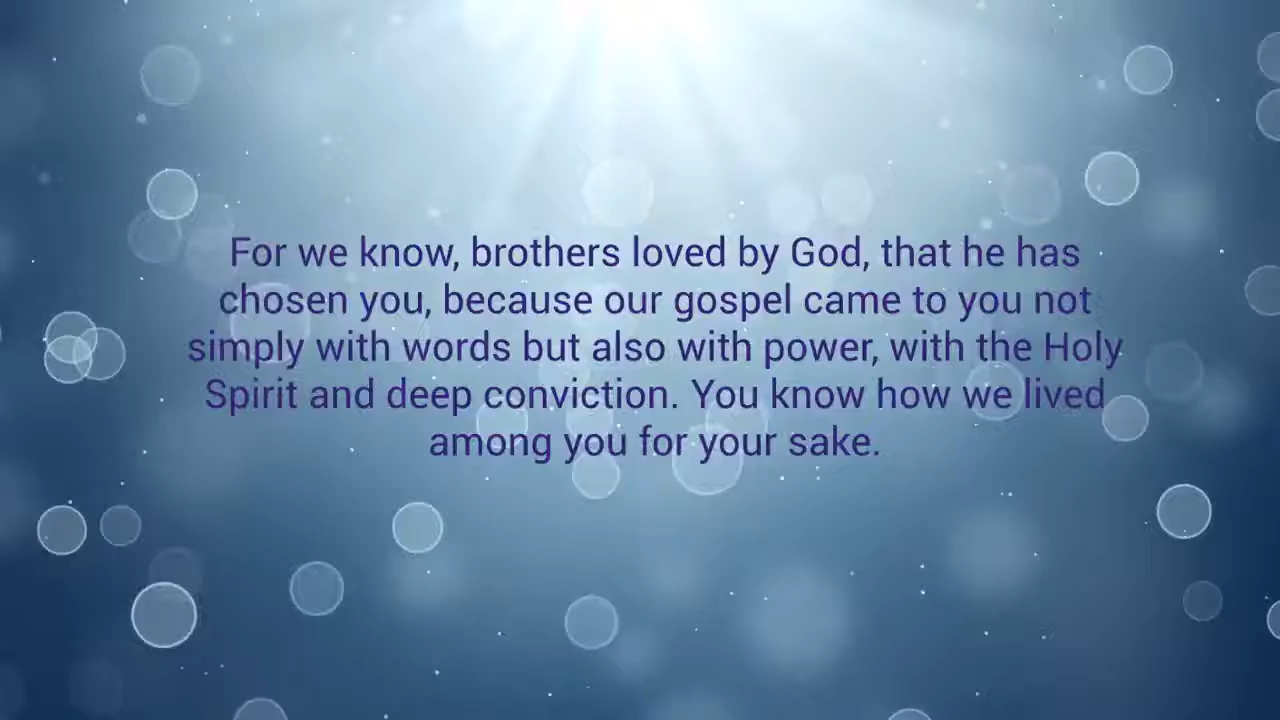 For we know, brothers loved by God, that he has
chosen you, because our gospel came to you not
simply with words but also with power, with the Holy
Spirit and deep conviction. You know how we lived
among you for your sake.